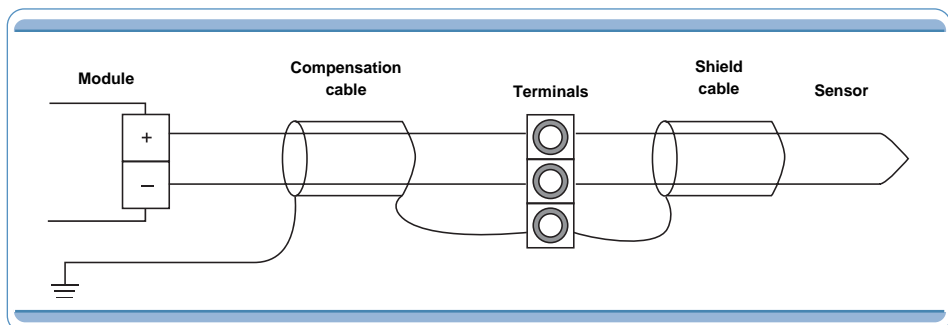 Module
Compensation
cable
Terminals
Shield
cable
Sensor
+
−